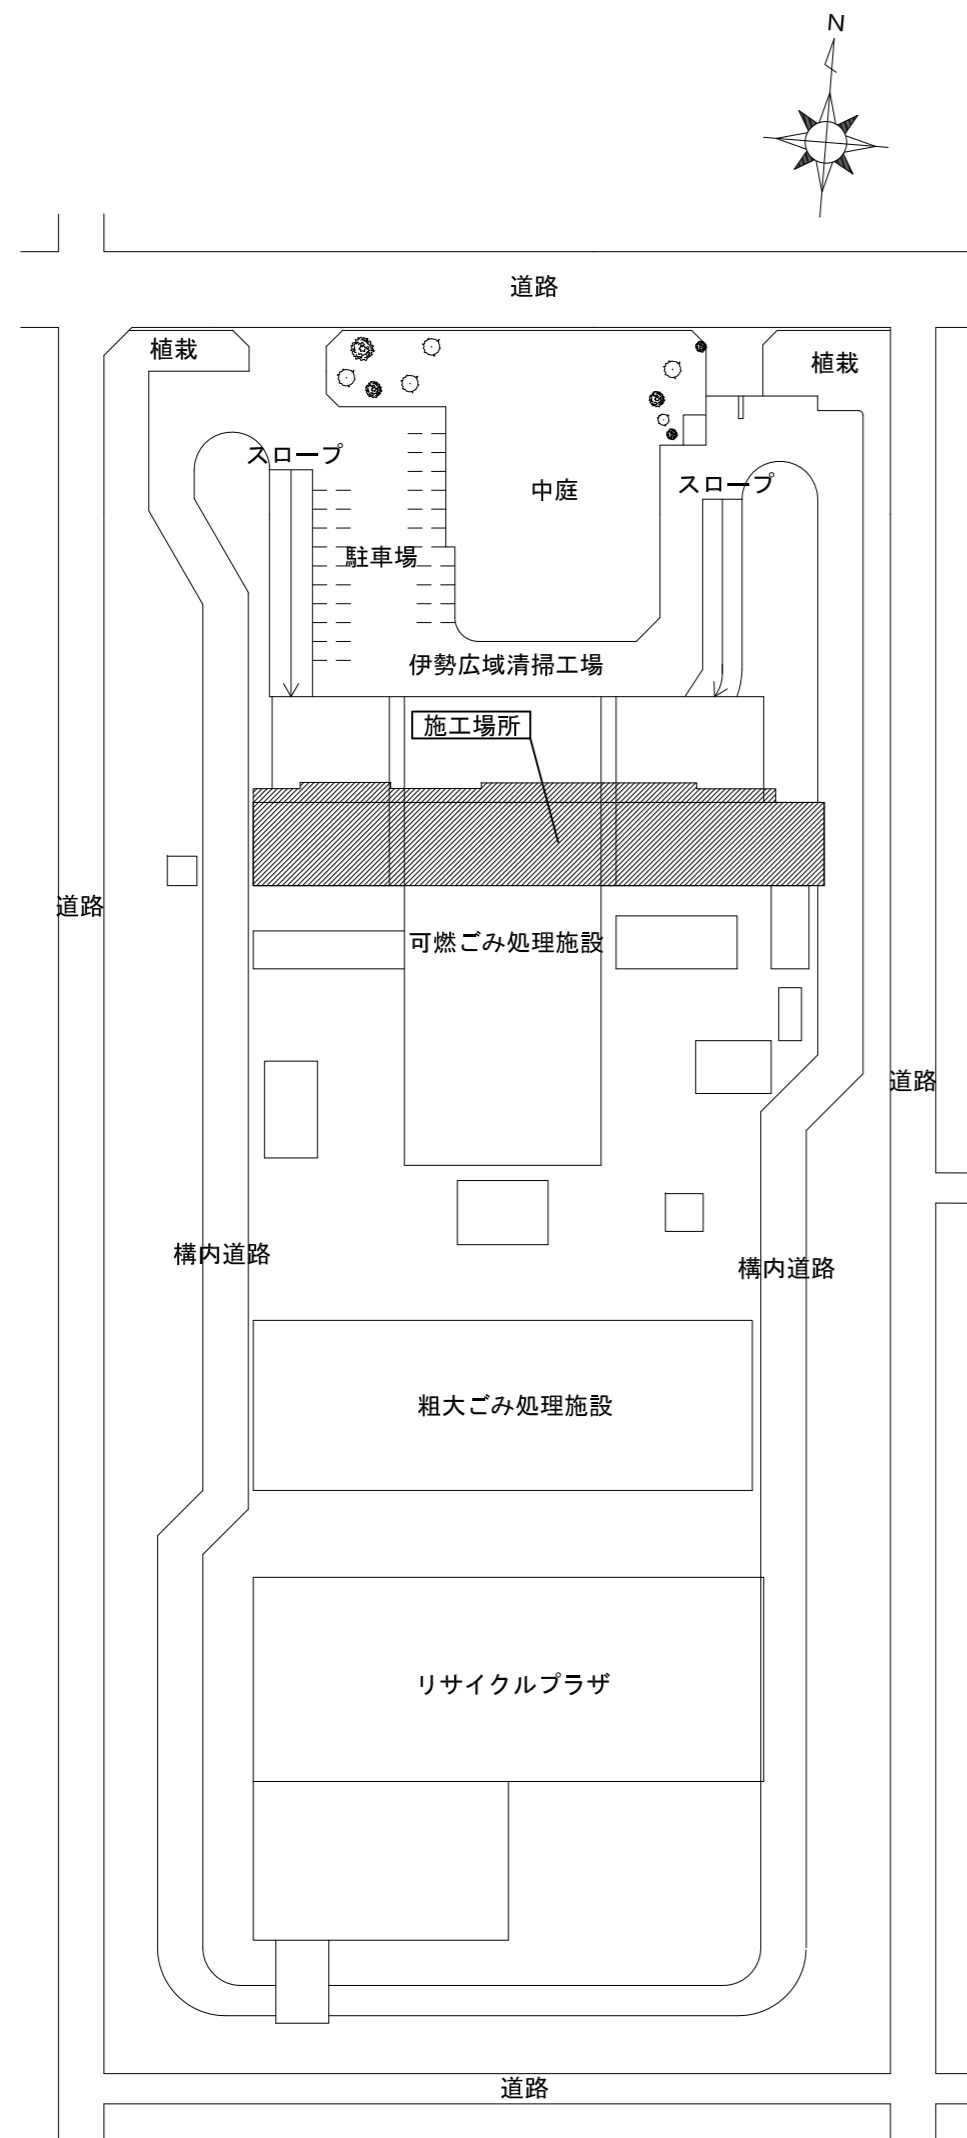 N
道路
植栽
植栽
スロープ
スロープ
中庭
駐車場
伊勢広域清掃工場
施工場所
道路
可燃ごみ処理施設
道路
構内道路
構内道路
粗大ごみ処理施設
リサイクルプラザ
道路